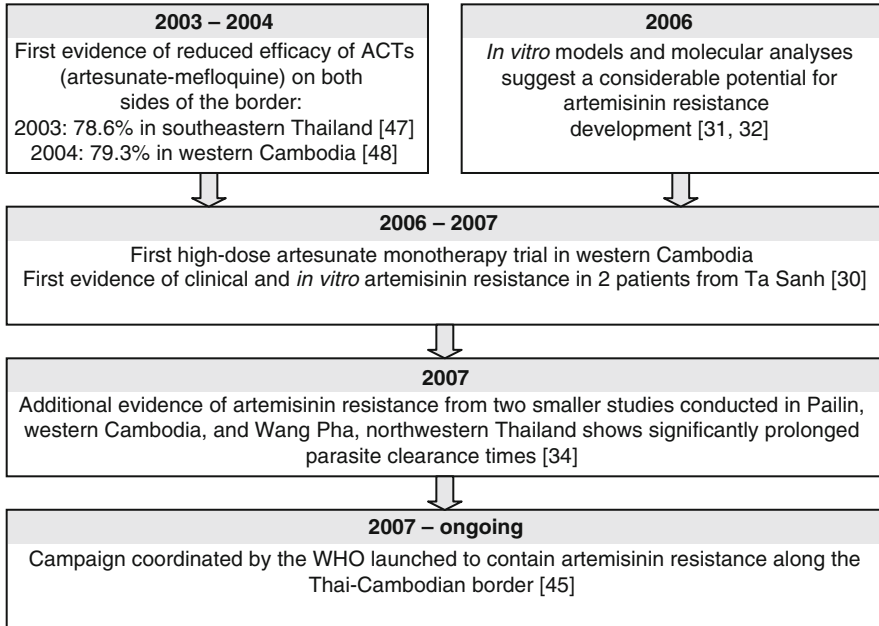 2003 – 2004
First evidence of reduced efficacy of ACTs
(artesunate-mefloquine) on both
sides of the border:
2003: 78.6% in southeastern Thailand [47]
2004: 79.3% in western Cambodia [48]
2006
In vitro models and molecular analyses
suggest a considerable potential for
artemisinin resistance
development [31, 32]
2006 – 2007
First high-dose artesunate monotherapy trial in western Cambodia
First evidence of clinical and in vitro artemisinin resistance in 2 patients from Ta Sanh [30]
2007
Additional evidence of artemisinin resistance from two smaller studies conducted in Pailin,
western Cambodia, and Wang Pha, northwestern Thailand shows significantly prolonged
parasite clearance times [34]
2007 – ongoing
Campaign coordinated by the WHO launched to contain artemisinin resistance along the
Thai-Cambodian border [45]